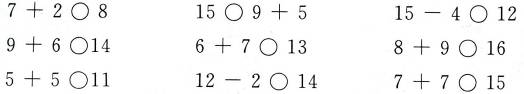 7 + 2 ○ 8 15 ○ 9 + 5 15 − 4 ○ 12
9 + 6 ○14 6 + 7 ○ 13 8 + 9 ○ 16
5 + 5 ○11 12 − 2 ○ 14 7 + 7 ○ 15